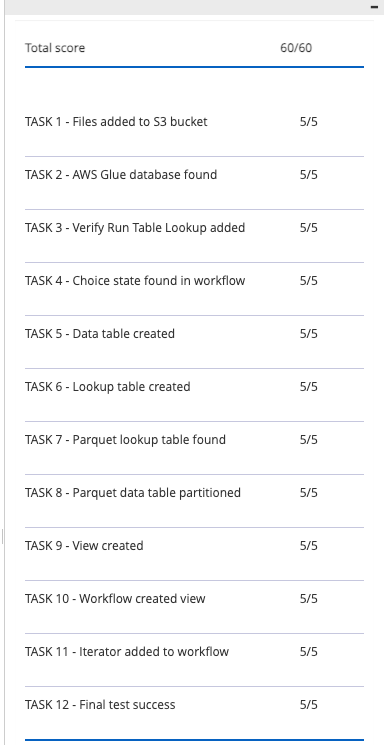 Total score 60/60
TASK 1 - Files added to S3 bucket 5/5
TASK 2 - AWS Glue database found 5/5
TASK 3 - Verify Run Table Lookup added 5/5
TASK 4 - Choice state found in workflow 5/5
TASK 5 - Data table created 5/5
TASK 6 - Lookup table created 5/5
TASK 7 - Parquet lookup table found 5/5
TASK 8 - Parquet data table partitioned 5/5
TASK 9 - View created 5/5
TASK 10 - Workflow created view 5/5
TASK 11 - Iterator added to workflow 5/5
TASK 12 - Final test success 5/5